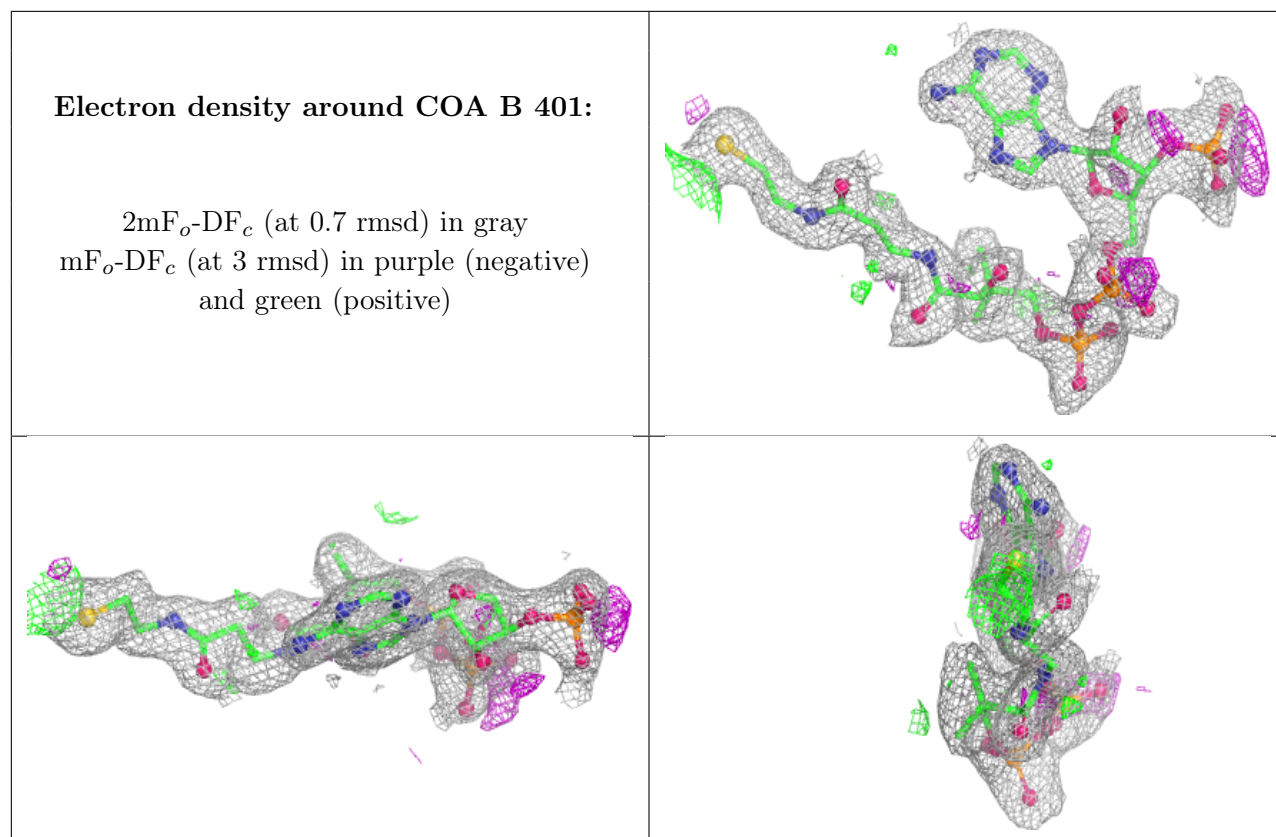 Electron density around COA B 401:
2mFo-DFc (at 0.7 rmsd) in gray
mFo-DFc (at 3 rmsd) in purple (negative)
and green (positive)